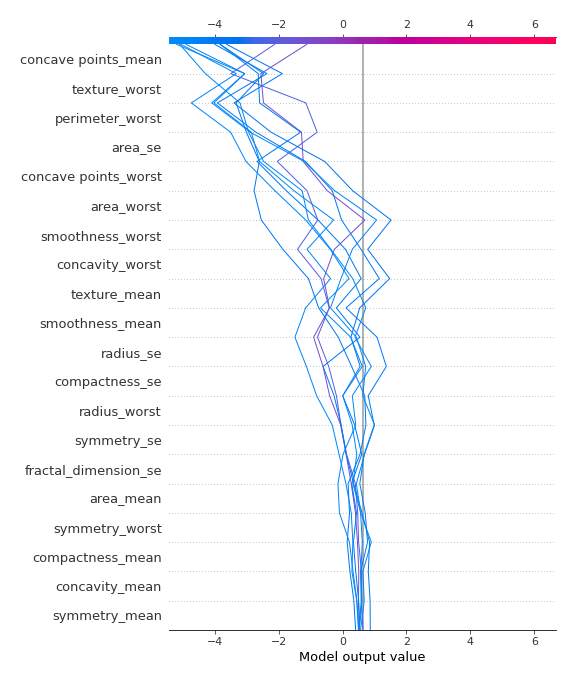 −4 −2 0 2 4 6
concave points_mean
texture_worst
perimeter_worst
area_se
concave points_worst
area_worst
smoothness_worst
concavity_worst
texture_mean
smoothness_mean
radius_se
compactness_se
radius_worst
symmetry_se
fractal_dimension_se
area_mean
symmetry_worst
compactness_mean
concavity_mean
symmetry_mean
−4 −2 0 2 4 6
Model output value